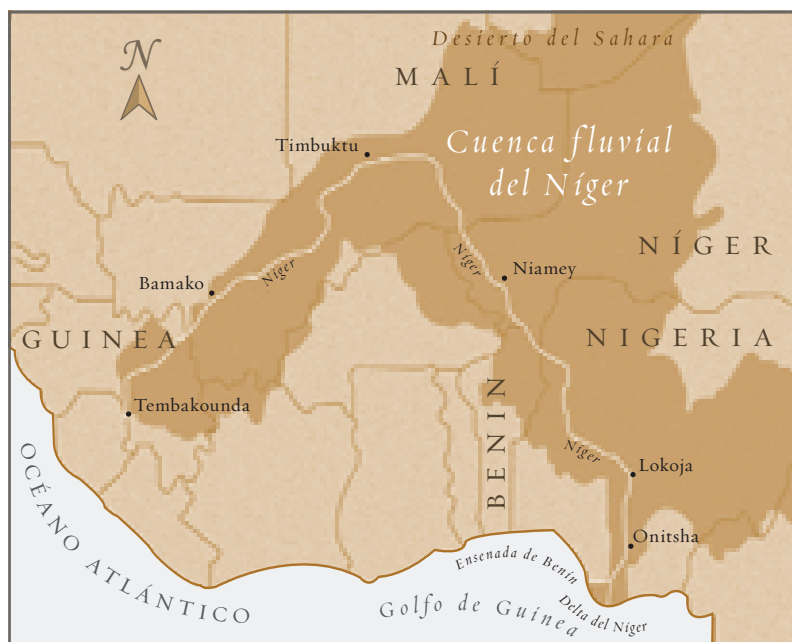 Desierto del Sahara
N
MALÍ
Timbuktu
Cuenca fluvial
del Níger
NÍGER
Níger
Níger
Niamey
Bamako
GUINEA
NIGERIA
Tembakounda
BENIN
Níger
Lokoja
OCÉANO ATLÁNTICO
Onitsha
Ensenada de Benín
Golfo de Guinea
Delta del Níger